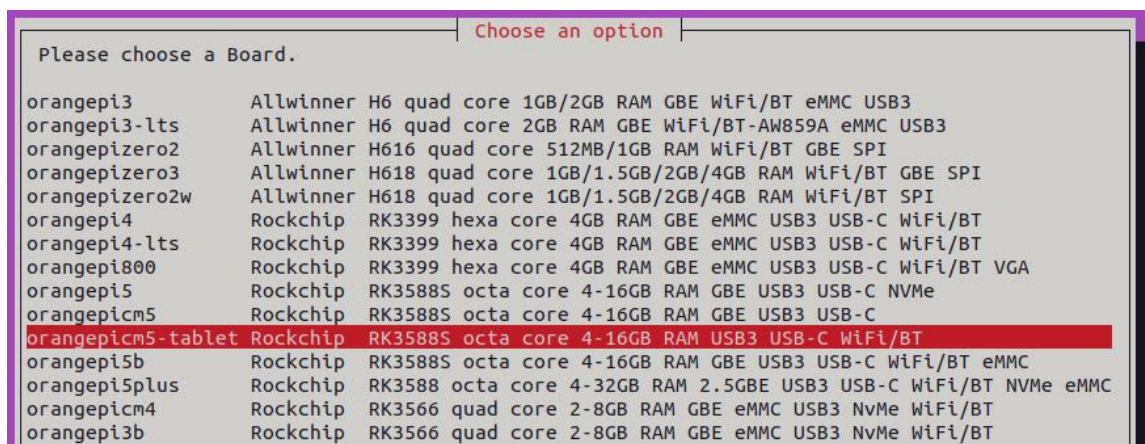 Choose an option
Please choose a Board.
orangepi3 Allwinner H6 quad core 1GB/2GB RAM GBE WiFi/BT eMMC USB3
orangepi3-lts Allwinner H6 quad core 2GB RAM GBE WiFi/BT-AW859A eMMC USB3
orangepizero2 Allwinner H616 quad core 512MB/1GB RAM WiFi/BT GBE SPI
orangepizero3 Allwinner H618 quad core 1GB/1.5GB/2GB/4GB RAM WiFi/BT GBE SPI
orangepizero2w Allwinner H618 quad core 1GB/1.5GB/2GB/4GB RAM WiFi/BT SPI
orangepi4 Rockchip RK3399 hexa core 4GB RAM GBE eMMC USB3 USB-C WiFi/BT
orangepi4-lts Rockchip RK3399 hexa core 4GB RAM GBE eMMC USB3 USB-C WiFi/BT
orangepi800 Rockchip RK3399 hexa core 4GB RAM GBE eMMC USB3 USB-C WiFi/BT VGA
orangepi5 Rockchip RK3588S octa core 4-16GB RAM GBE USB3 USB-C NVMe
orangepicm5 Rockchip RK3588S octa core 4-16GB RAM GBE USB3 USB-C
orangepicm5-tablet Rockchip RK3588S octa core 4-16GB RAM USB3 USB-C WiFi/BT
orangepi5b Rockchip RK3588S octa core 4-16GB RAM GBE USB3 USB-C WiFi/BT eMMC
orangepi5plus Rockchip RK3588 octa core 4-32GB RAM 2.5GBE USB3 USB-C WiFi/BT NVMe eMMC
orangepicm4 Rockchip RK3566 quad core 2-8GB RAM GBE eMMC USB3 NvMe WiFi/BT
orangepi3b Rockchip RK3566 quad core 2-8GB RAM GBE eMMC USB3 NvMe WiFi/BT